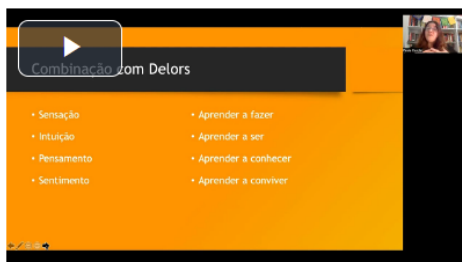 Combinação com Delors
• Sensação
• Intuição
• Pensamento
• Sentimento
• Aprender a fazer
• Aprender a ser
• Aprender a conhecer
• Aprender a conviver